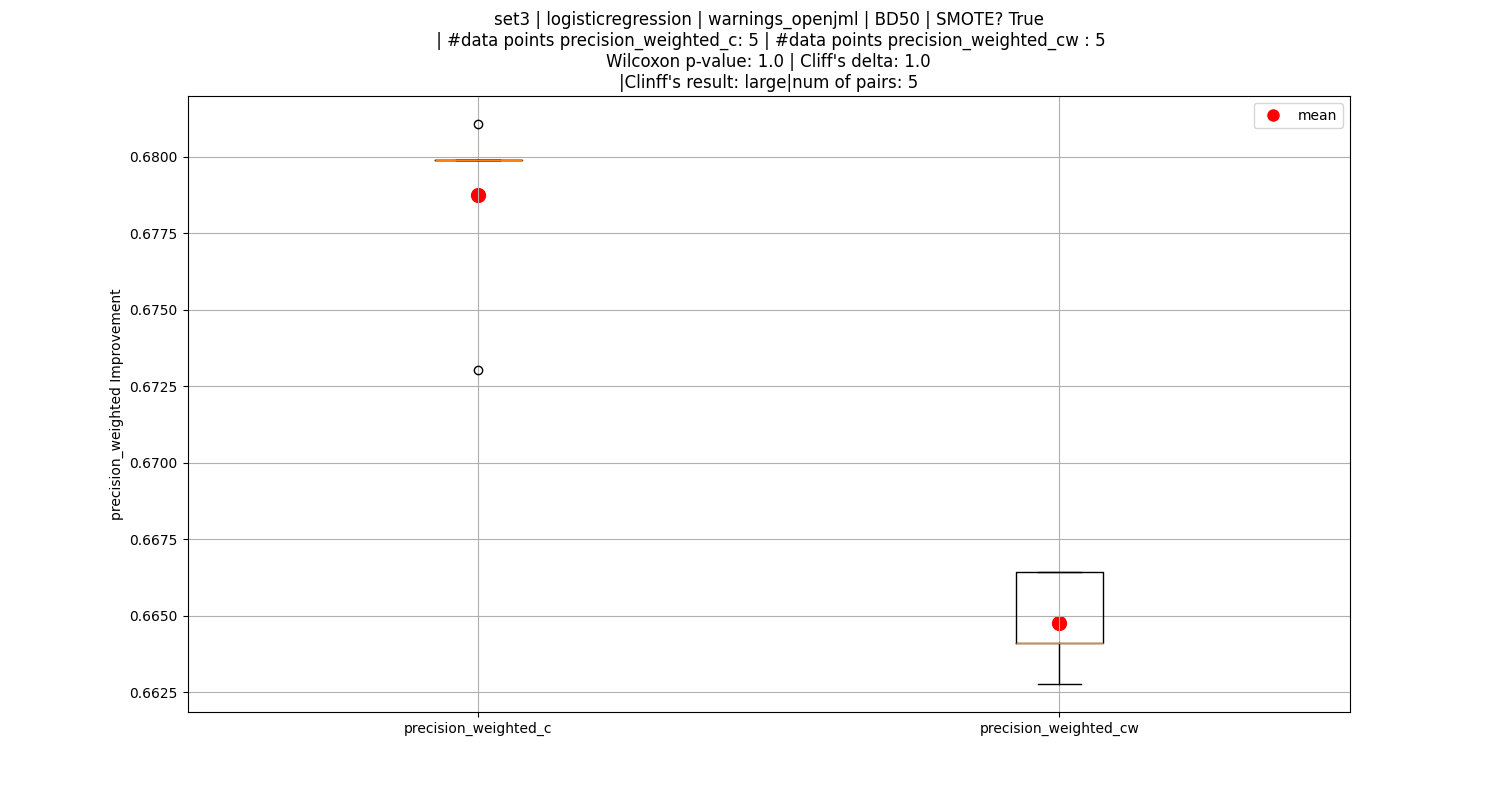 set3 | logisticregression | warnings_openjml | BD50 | SMOTE? True
| #data points precision_weighted_c: 5 | #data points precision_weighted_cw : 5
Wilcoxon p-value: 1.0 | Cliff's delta: 1.0
|Clinff's result: large|num of pairs: 5
mean
0.6800
0.6775
0.6750
0.6725
0.6700
0.6675
0.6650
0.6625
precision_weighted Improvement
precision_weighted_c
precision_weighted_cw